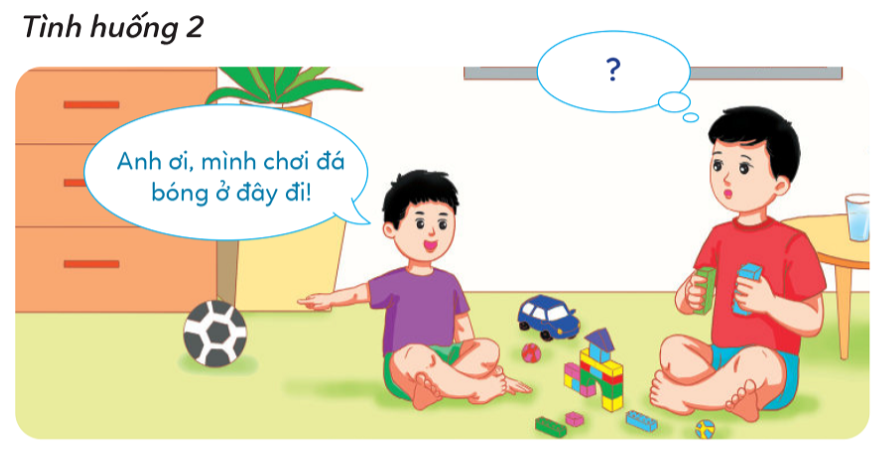 Tình huống 2
?
Anh ơi, mình chơi đá
bóng ở đây đi!